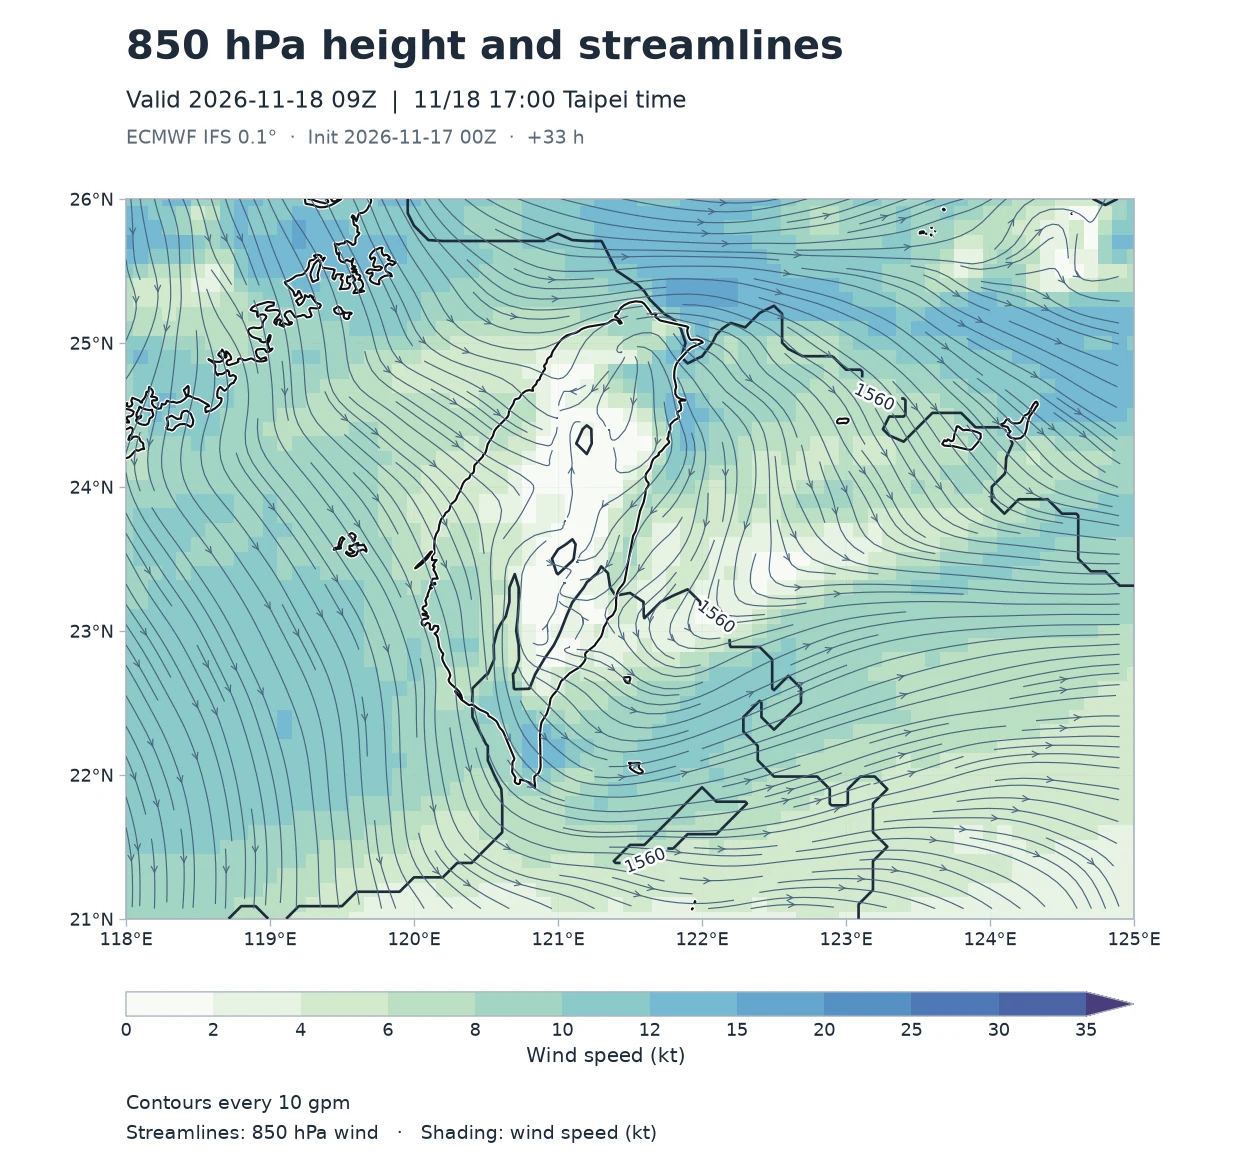 850 hPa height and streamlines
Valid 2026-11-18 09Z | 11/18 17:00 Taipei time
ECMWF IFS 0.1° · Init 2026-11-17 00Z · +33 h
26°N
25°N
24°N
23°N
22°N
21°N
1560
1560
1560
118°E 119°E 120°E 121°E 122°E 123°E 124°E 125°E
0 2 4 6 8 10 12 15 20 25 30 35
Wind speed (kt)
Contours every 10 gpm
Streamlines: 850 hPa wind · Shading: wind speed (kt)